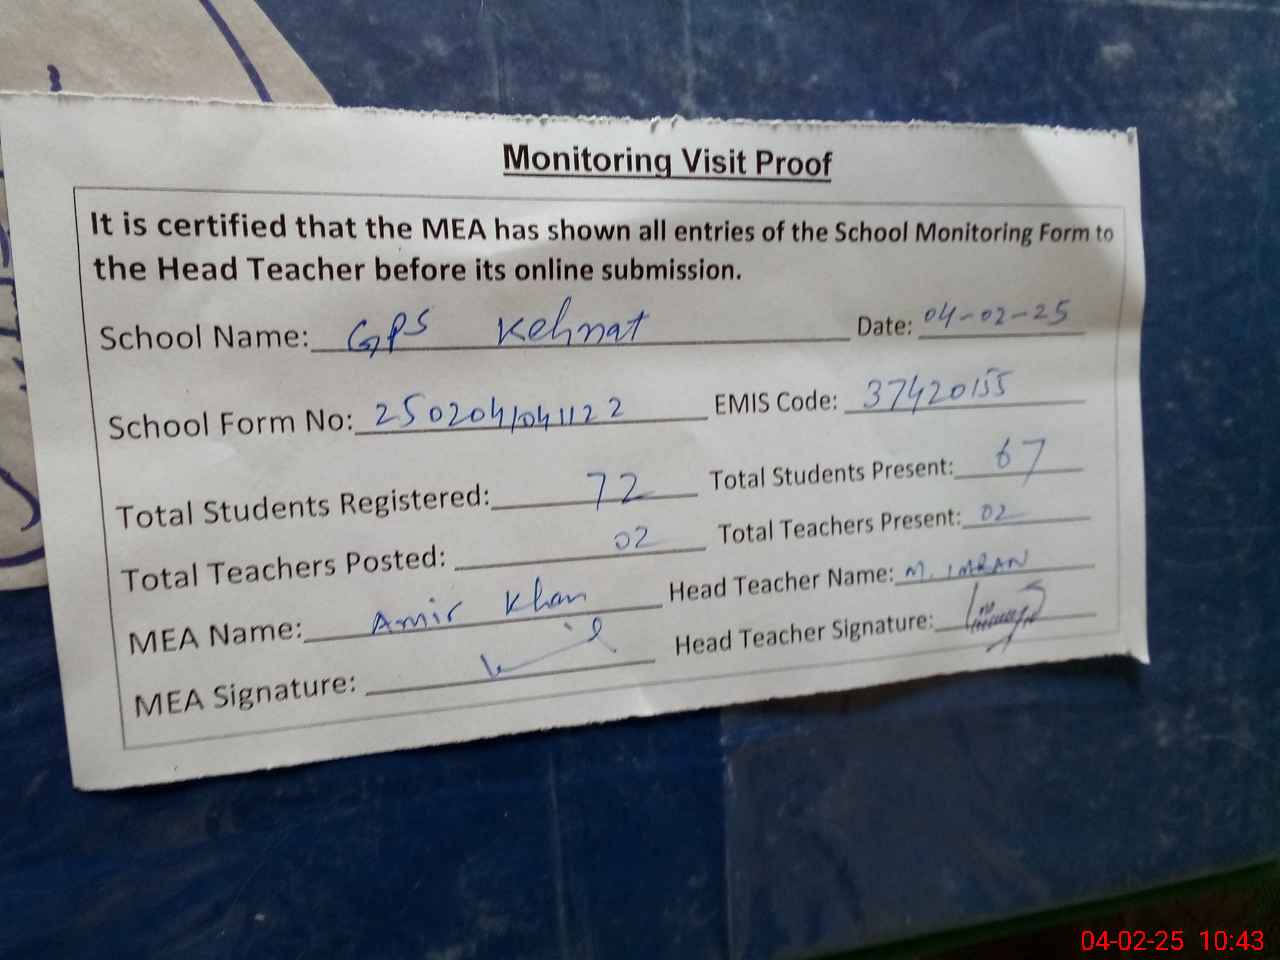 Monitoring Visit Proof
It is certified that the MEA has shown all entries of the School Monitoring Form to
the Head Teacher before its online submission.
School Name: GPS Kehnat Date: 04-02-25
School Form No: 250204/041122 EMIS Code: 37420155
Total Students Registered: 72 Total Students Present: 67
Total Teachers Posted: 02 Total Teachers Present: 02
MEA Name: Amir Khan Head Teacher Name: M. IMRAN
MEA Signature: Head Teacher Signature:
04-02-25 10:43